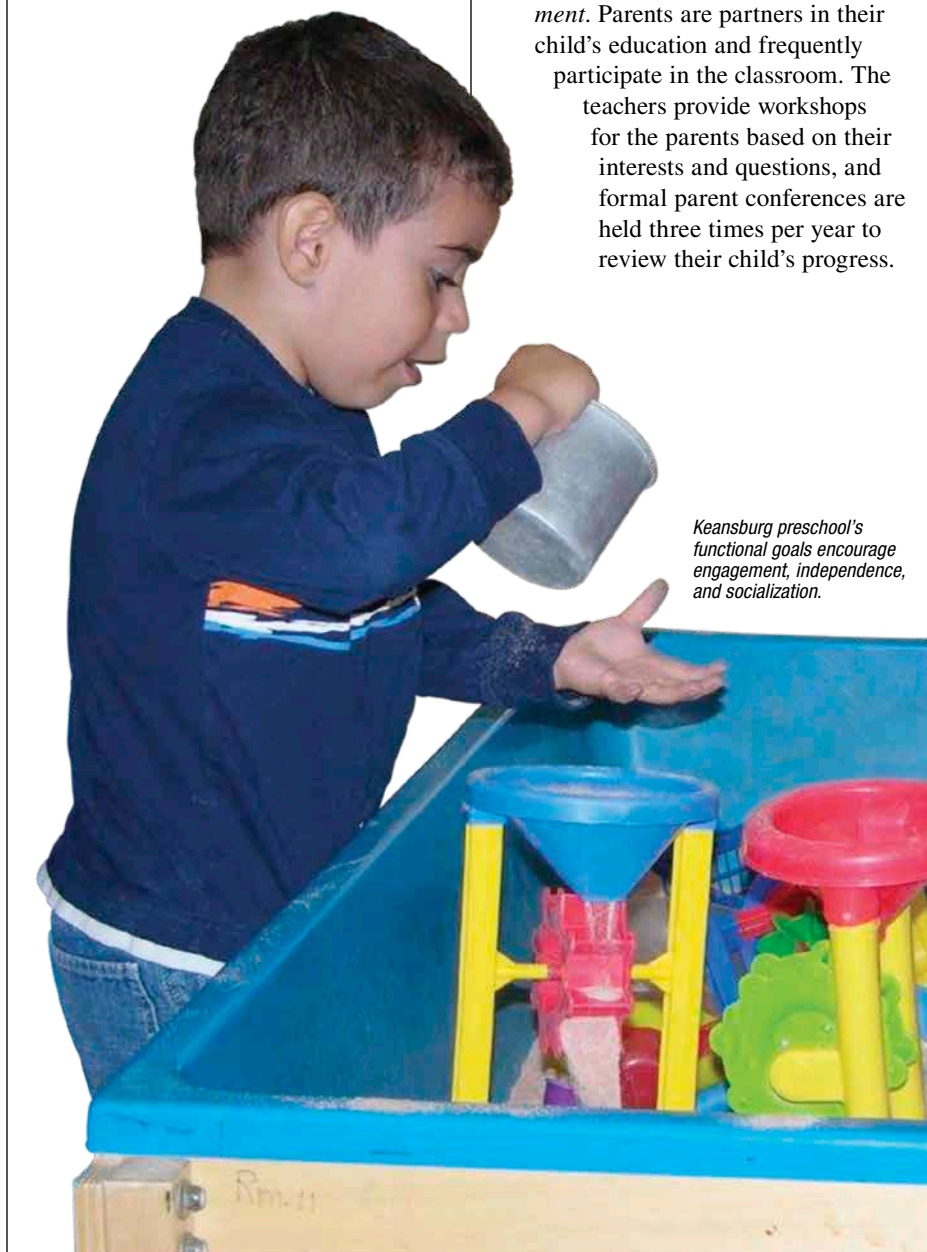 ment. Parents are partners in their
child's education and frequently
participate in the classroom. The
teachers provide workshops
for the parents based on their
interests and questions, and
formal parent conferences are
held three times per year to
review their child's progress.
Keansburg preschool's
functional goals encourage
engagement, independence,
and socialization.
Rm-11